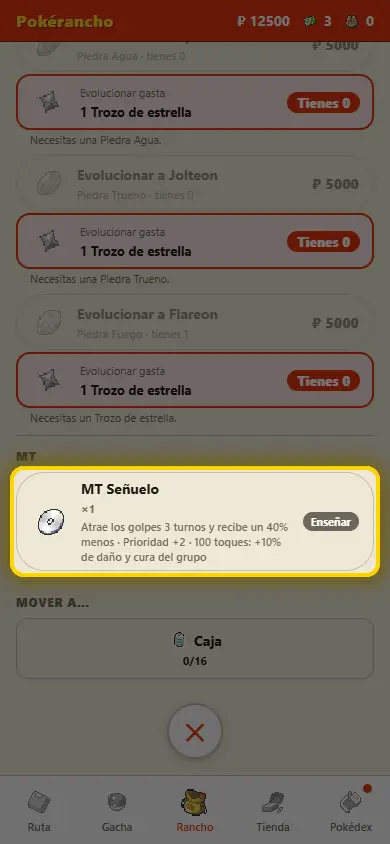 Pokérancho
₽ 12500
3
0
₽ 5000
Piedra Agua · tienes 0
Evolucionar gasta
1 Trozo de estrella
Tienes 0
Necesitas una Piedra Agua.
Evolucionar a Jolteon
Piedra Trueno · tienes 0
₽ 5000
Evolucionar gasta
1 Trozo de estrella
Tienes 0
Necesitas una Piedra Trueno.
Evolucionar a Flareon
Piedra Fuego · tienes 1
₽ 5000
Evolucionar gasta
1 Trozo de estrella
Tienes 0
Necesitas un Trozo de estrella.
MT
MT Señuelo
×1
Atrae los golpes 3 turnos y recibe un 40%
menos · Prioridad +2 · 100 toques: +10%
de daño y cura del grupo
Enseñar
MOVER A...
Caja
0/16
Ruta
Gacha
Rancho
Tienda
Pokédex